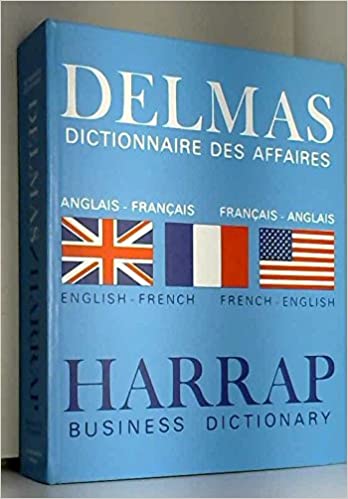 DELMAS
DICTIONNAIRE DES AFFAIRES
ANGLAIS - FRANÇAIS FRANÇAIS - ANGLAIS
ENGLISH - FRENCH FRENCH - ENGLISH
HARRAP
BUSINESS DICTIONARY
DELMAS/HARRAP